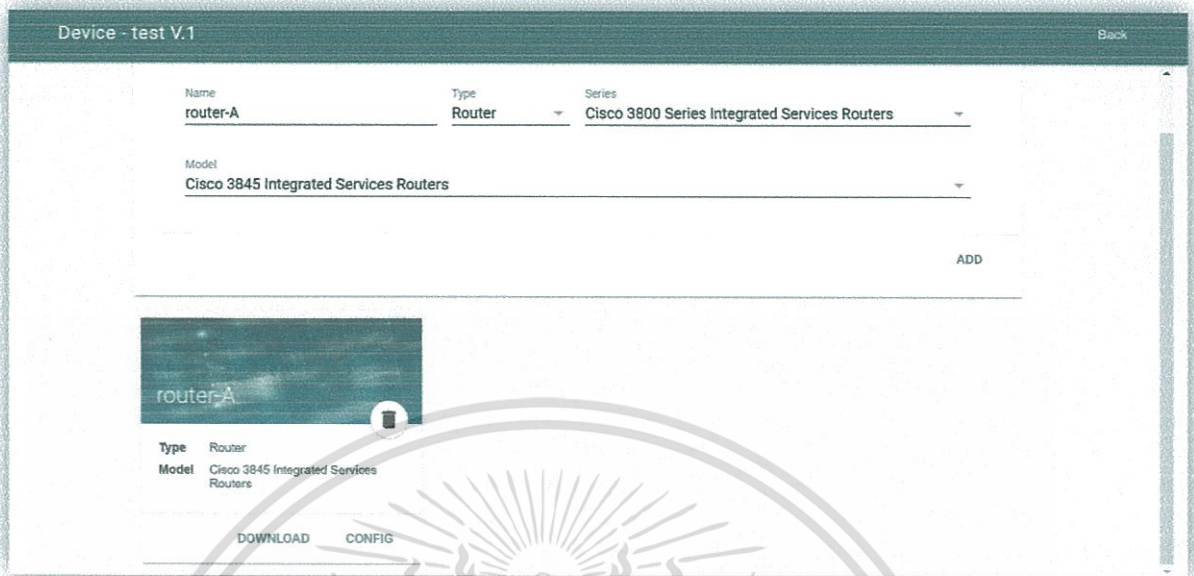 Device - test V.1
Back
Name
Type
Series
router-A
Router
Cisco 3800 Series Integrated Services Routers
Model
Cisco 3845 Integrated Services Routers
ADD
router-A
Type Router
Model Cisco 3845 Integrated Services
Routers
DOWNLOAD CONFIG